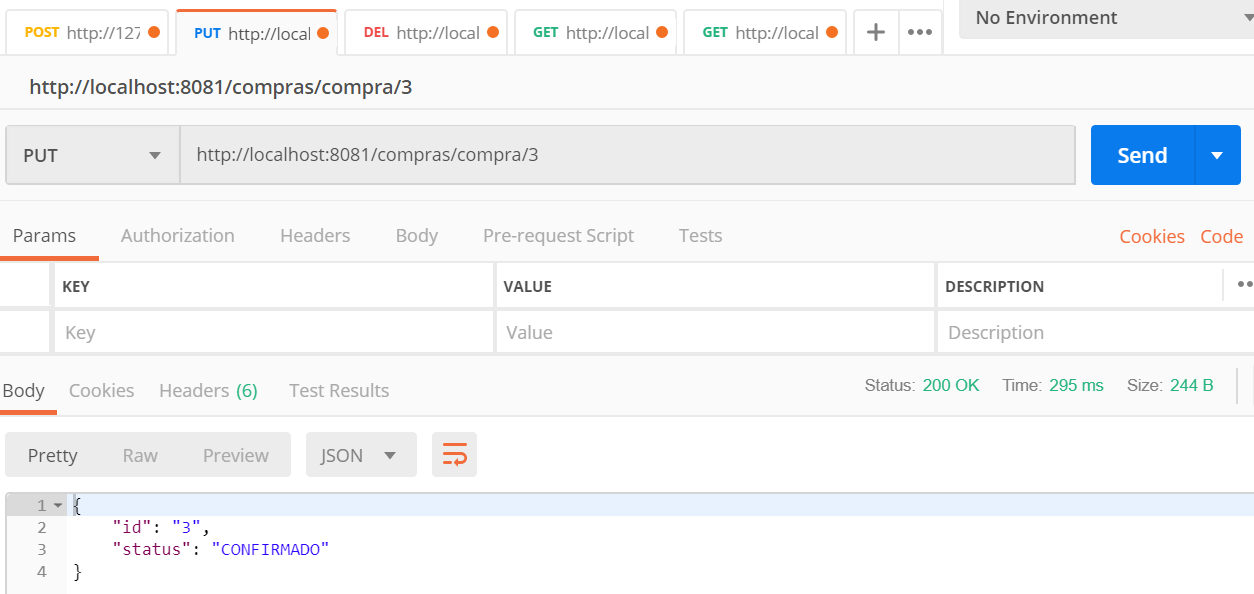 POST http://127 PUT http://local DEL http://local GET http://local GET http://local + ••• No Environment
http://localhost:8081/compras/compra/3
PUT http://localhost:8081/compras/compra/3 Send
Params Authorization Headers Body Pre-request Script Tests Cookies Code
KEY VALUE DESCRIPTION
Key Value Description
Body Cookies Headers (6) Test Results Status: 200 OK Time: 295 ms Size: 244 B
Pretty Raw Preview JSON
1 {
2 "id": "3",
3 "status": "CONFIRMADO"
4 }